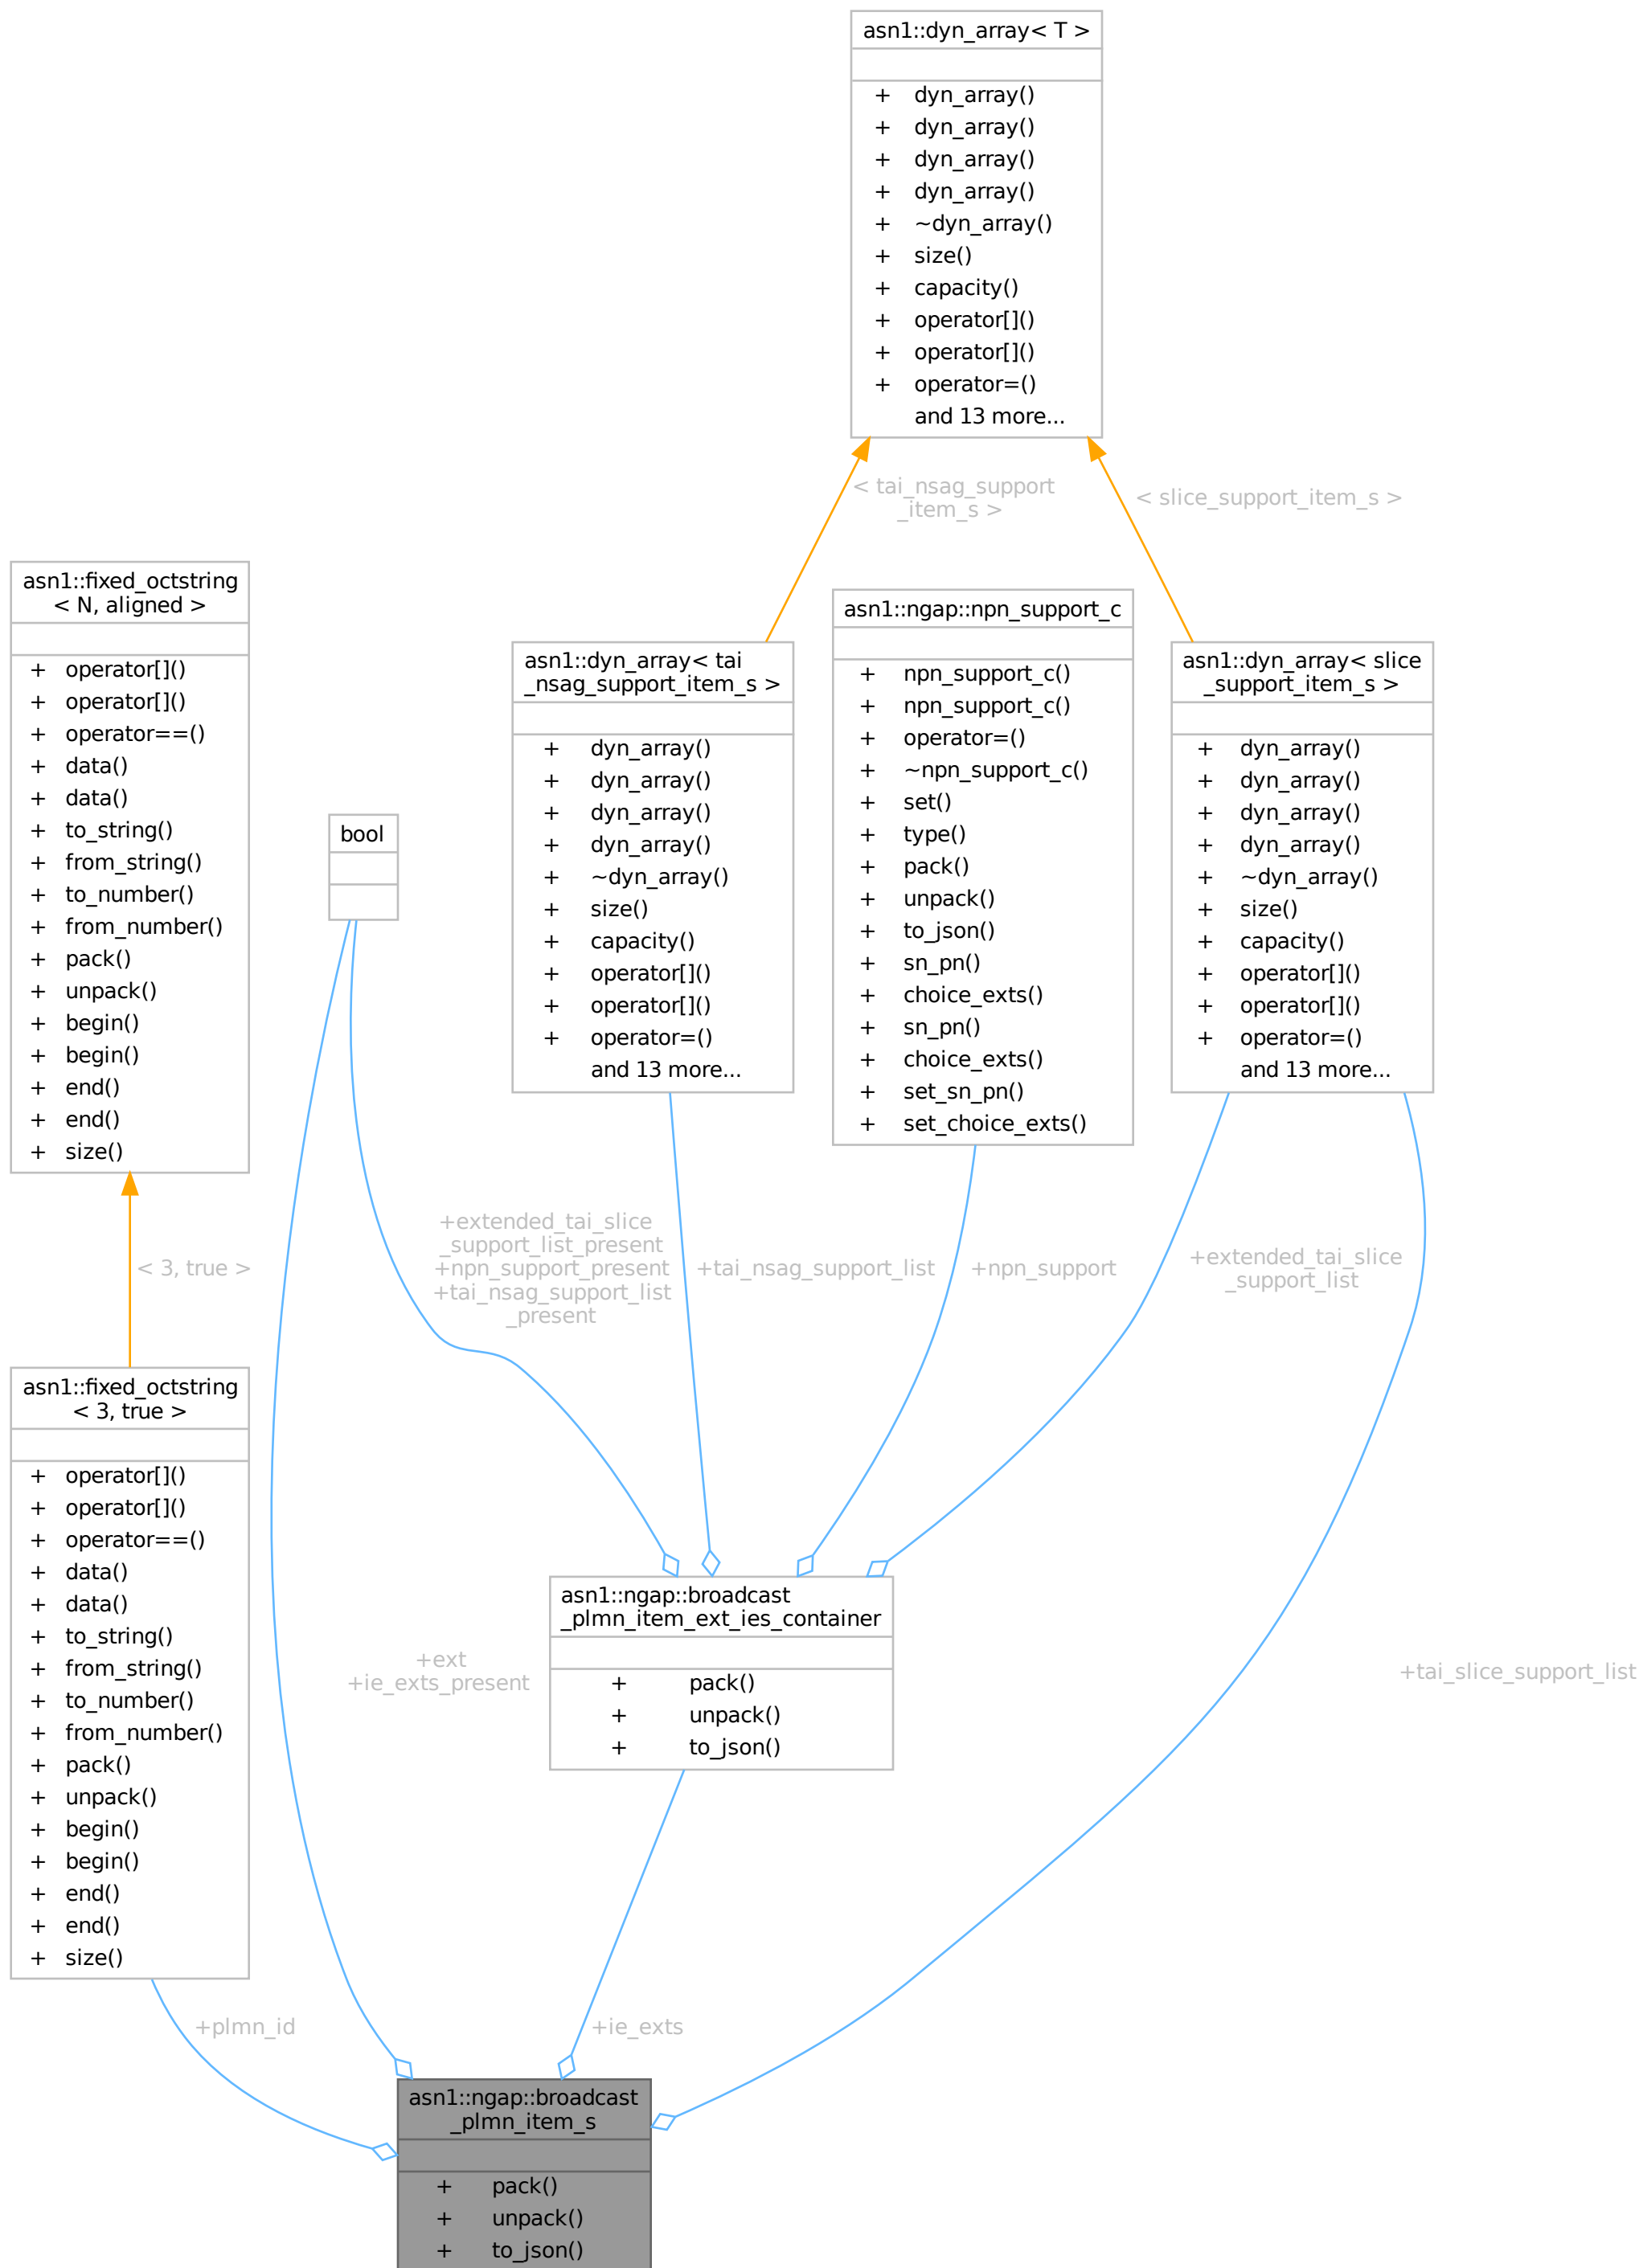 asn1::dyn_array< T >
+ dyn_array()
+ dyn_array()
+ dyn_array()
+ dyn_array()
+ ~dyn_array()
+ size()
+ capacity()
+ operator[]()
+ operator[]()
+ operator=()
and 13 more...
< tai_nsag_support
_item_s >
< slice_support_item_s >
asn1::fixed_octstring
< N, aligned >
+ operator[]()
+ operator[]()
+ operator==()
+ data()
+ data()
+ to_string()
+ from_string()
+ to_number()
+ from_number()
+ pack()
+ unpack()
+ begin()
+ begin()
+ end()
+ end()
+ size()
bool
asn1::dyn_array< tai
_nsag_support_item_s >
+ dyn_array()
+ dyn_array()
+ dyn_array()
+ dyn_array()
+ ~dyn_array()
+ size()
+ capacity()
+ operator[]()
+ operator[]()
+ operator=()
and 13 more...
asn1::ngap::npn_support_c
+ npn_support_c()
+ npn_support_c()
+ operator=()
+ ~npn_support_c()
+ set()
+ type()
+ pack()
+ unpack()
+ to_json()
+ sn_pn()
+ choice_exts()
+ sn_pn()
+ choice_exts()
+ set_sn_pn()
+ set_choice_exts()
asn1::dyn_array< slice
_support_item_s >
+ dyn_array()
+ dyn_array()
+ dyn_array()
+ dyn_array()
+ ~dyn_array()
+ size()
+ capacity()
+ operator[]()
+ operator[]()
+ operator=()
and 13 more...
< 3, true >
+extended_tai_slice
_support_list_present
+npn_support_present
+tai_nsag_support_list
_present
+tai_nsag_support_list
+npn_support
+extended_tai_slice
_support_list
asn1::fixed_octstring
< 3, true >
+ operator[]()
+ operator[]()
+ operator==()
+ data()
+ data()
+ to_string()
+ from_string()
+ to_number()
+ from_number()
+ pack()
+ unpack()
+ begin()
+ begin()
+ end()
+ end()
+ size()
+ext
+ie_exts_present
asn1::ngap::broadcast
_plmn_item_ext_ies_container
+ pack()
+ unpack()
+ to_json()
+tai_slice_support_list
+plmn_id
+ie_exts
asn1::ngap::broadcast
_plmn_item_s
+ pack()
+ unpack()
+ to_json()